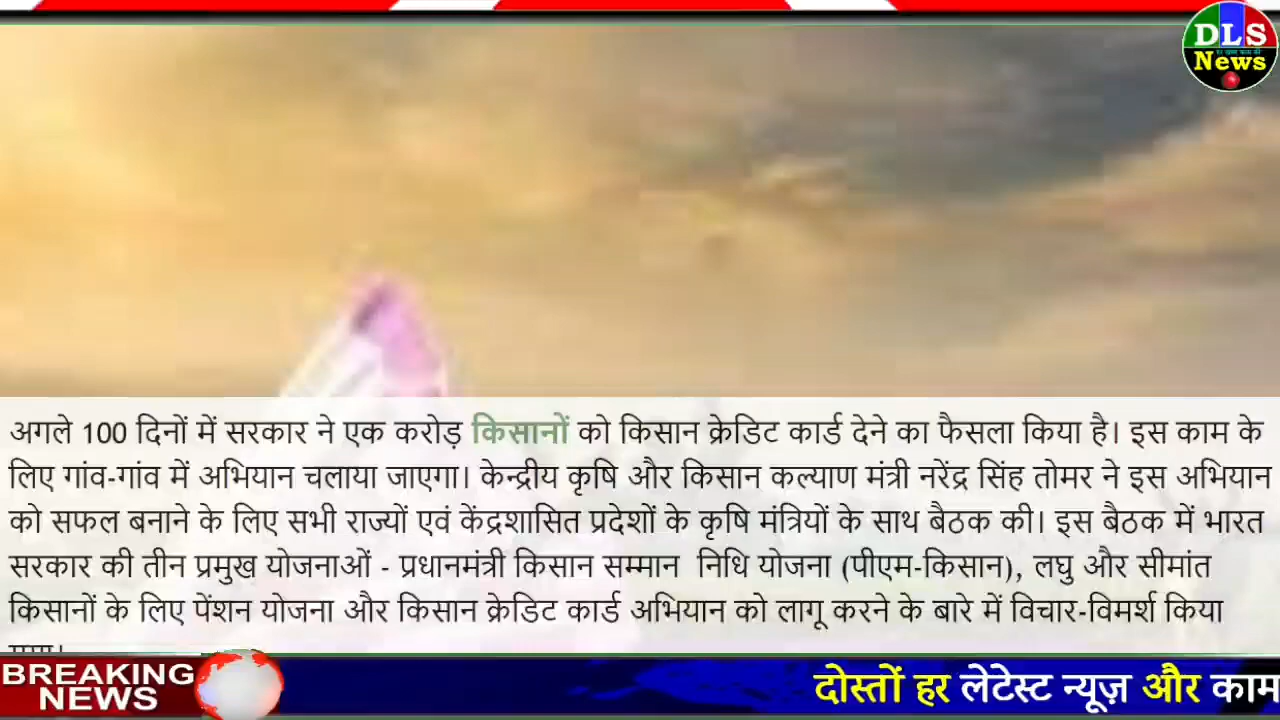 DLS
News
अगले 100 दिनों में सरकार ने एक करोड़ किसानों को किसान क्रेडिट कार्ड देने का फैसला किया है। इस काम के
लिए गांव-गांव में अभियान चलाया जाएगा। केन्द्रीय कृषि और किसान कल्याण मंत्री नरेंद्र सिंह तोमर ने इस अभियान
को सफल बनाने के लिए सभी राज्यों एवं केंद्रशासित प्रदेशों के कृषि मंत्रियों के साथ बैठक की। इस बैठक में भारत
सरकार की तीन प्रमुख योजनाओं - प्रधानमंत्री किसान सम्मान निधि योजना (पीएम-किसान), लघु और सीमांत
किसानों के लिए पेंशन योजना और किसान क्रेडिट कार्ड अभियान को लागू करने के बारे में विचार-विमर्श किया
BREAKING
NEWS
दोस्तों हर लेटेस्ट न्यूज़ और काम